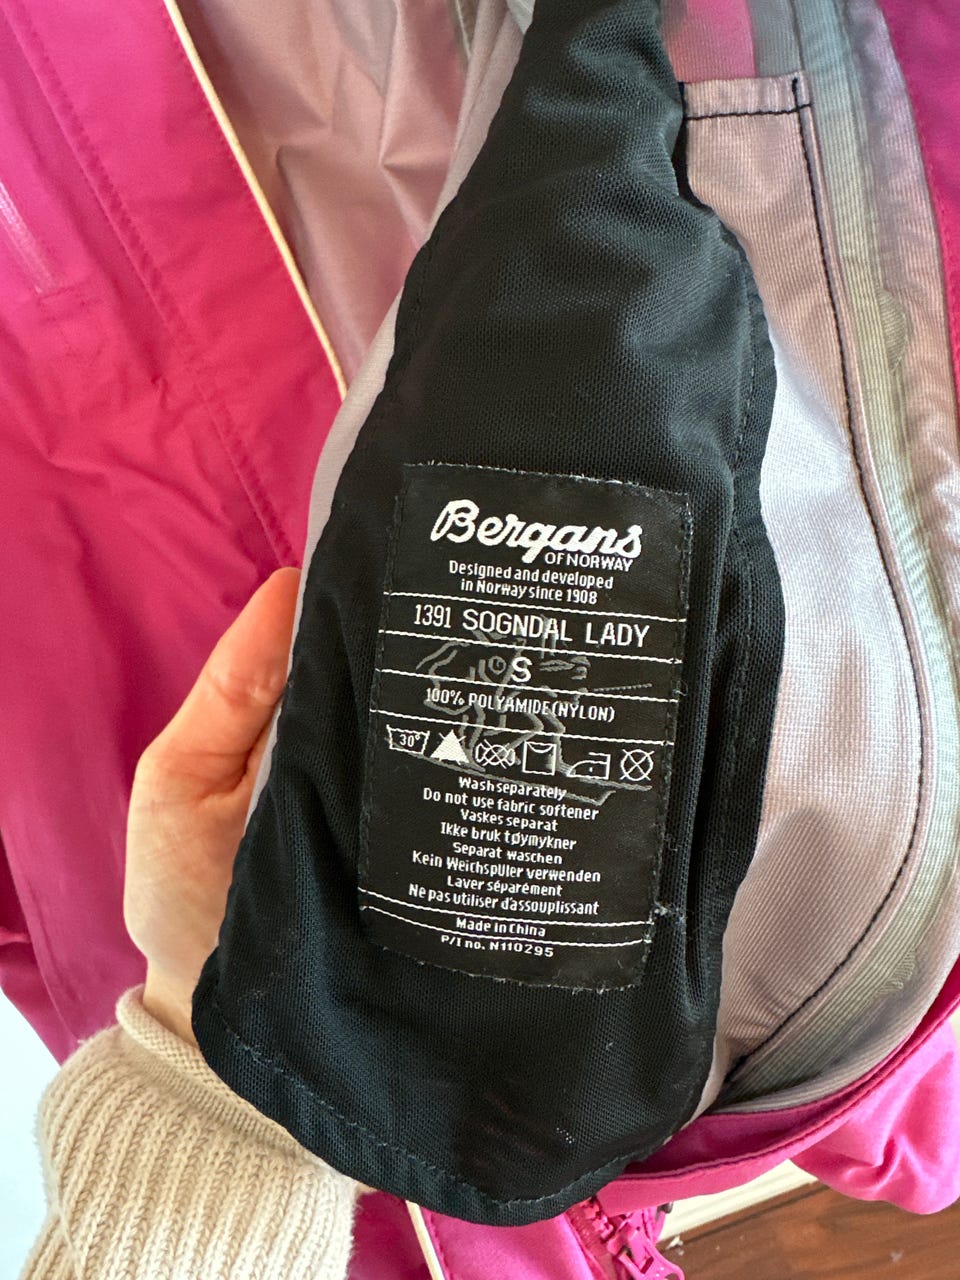 Bergans
OF NORWAY
Designed and developed
in Norway since 1908
1391 SOGNDAL LADY
S
100% POLYAMIDE (NYLON)
30°
Wash separately
Do not use fabric softener
Vaskes separat
Ikke bruk tøymykner
Separat waschen
Kein Weichspüler verwenden
Laver séparément
Ne pas utiliser d'assouplissant
Made in China
P/I no. N110295